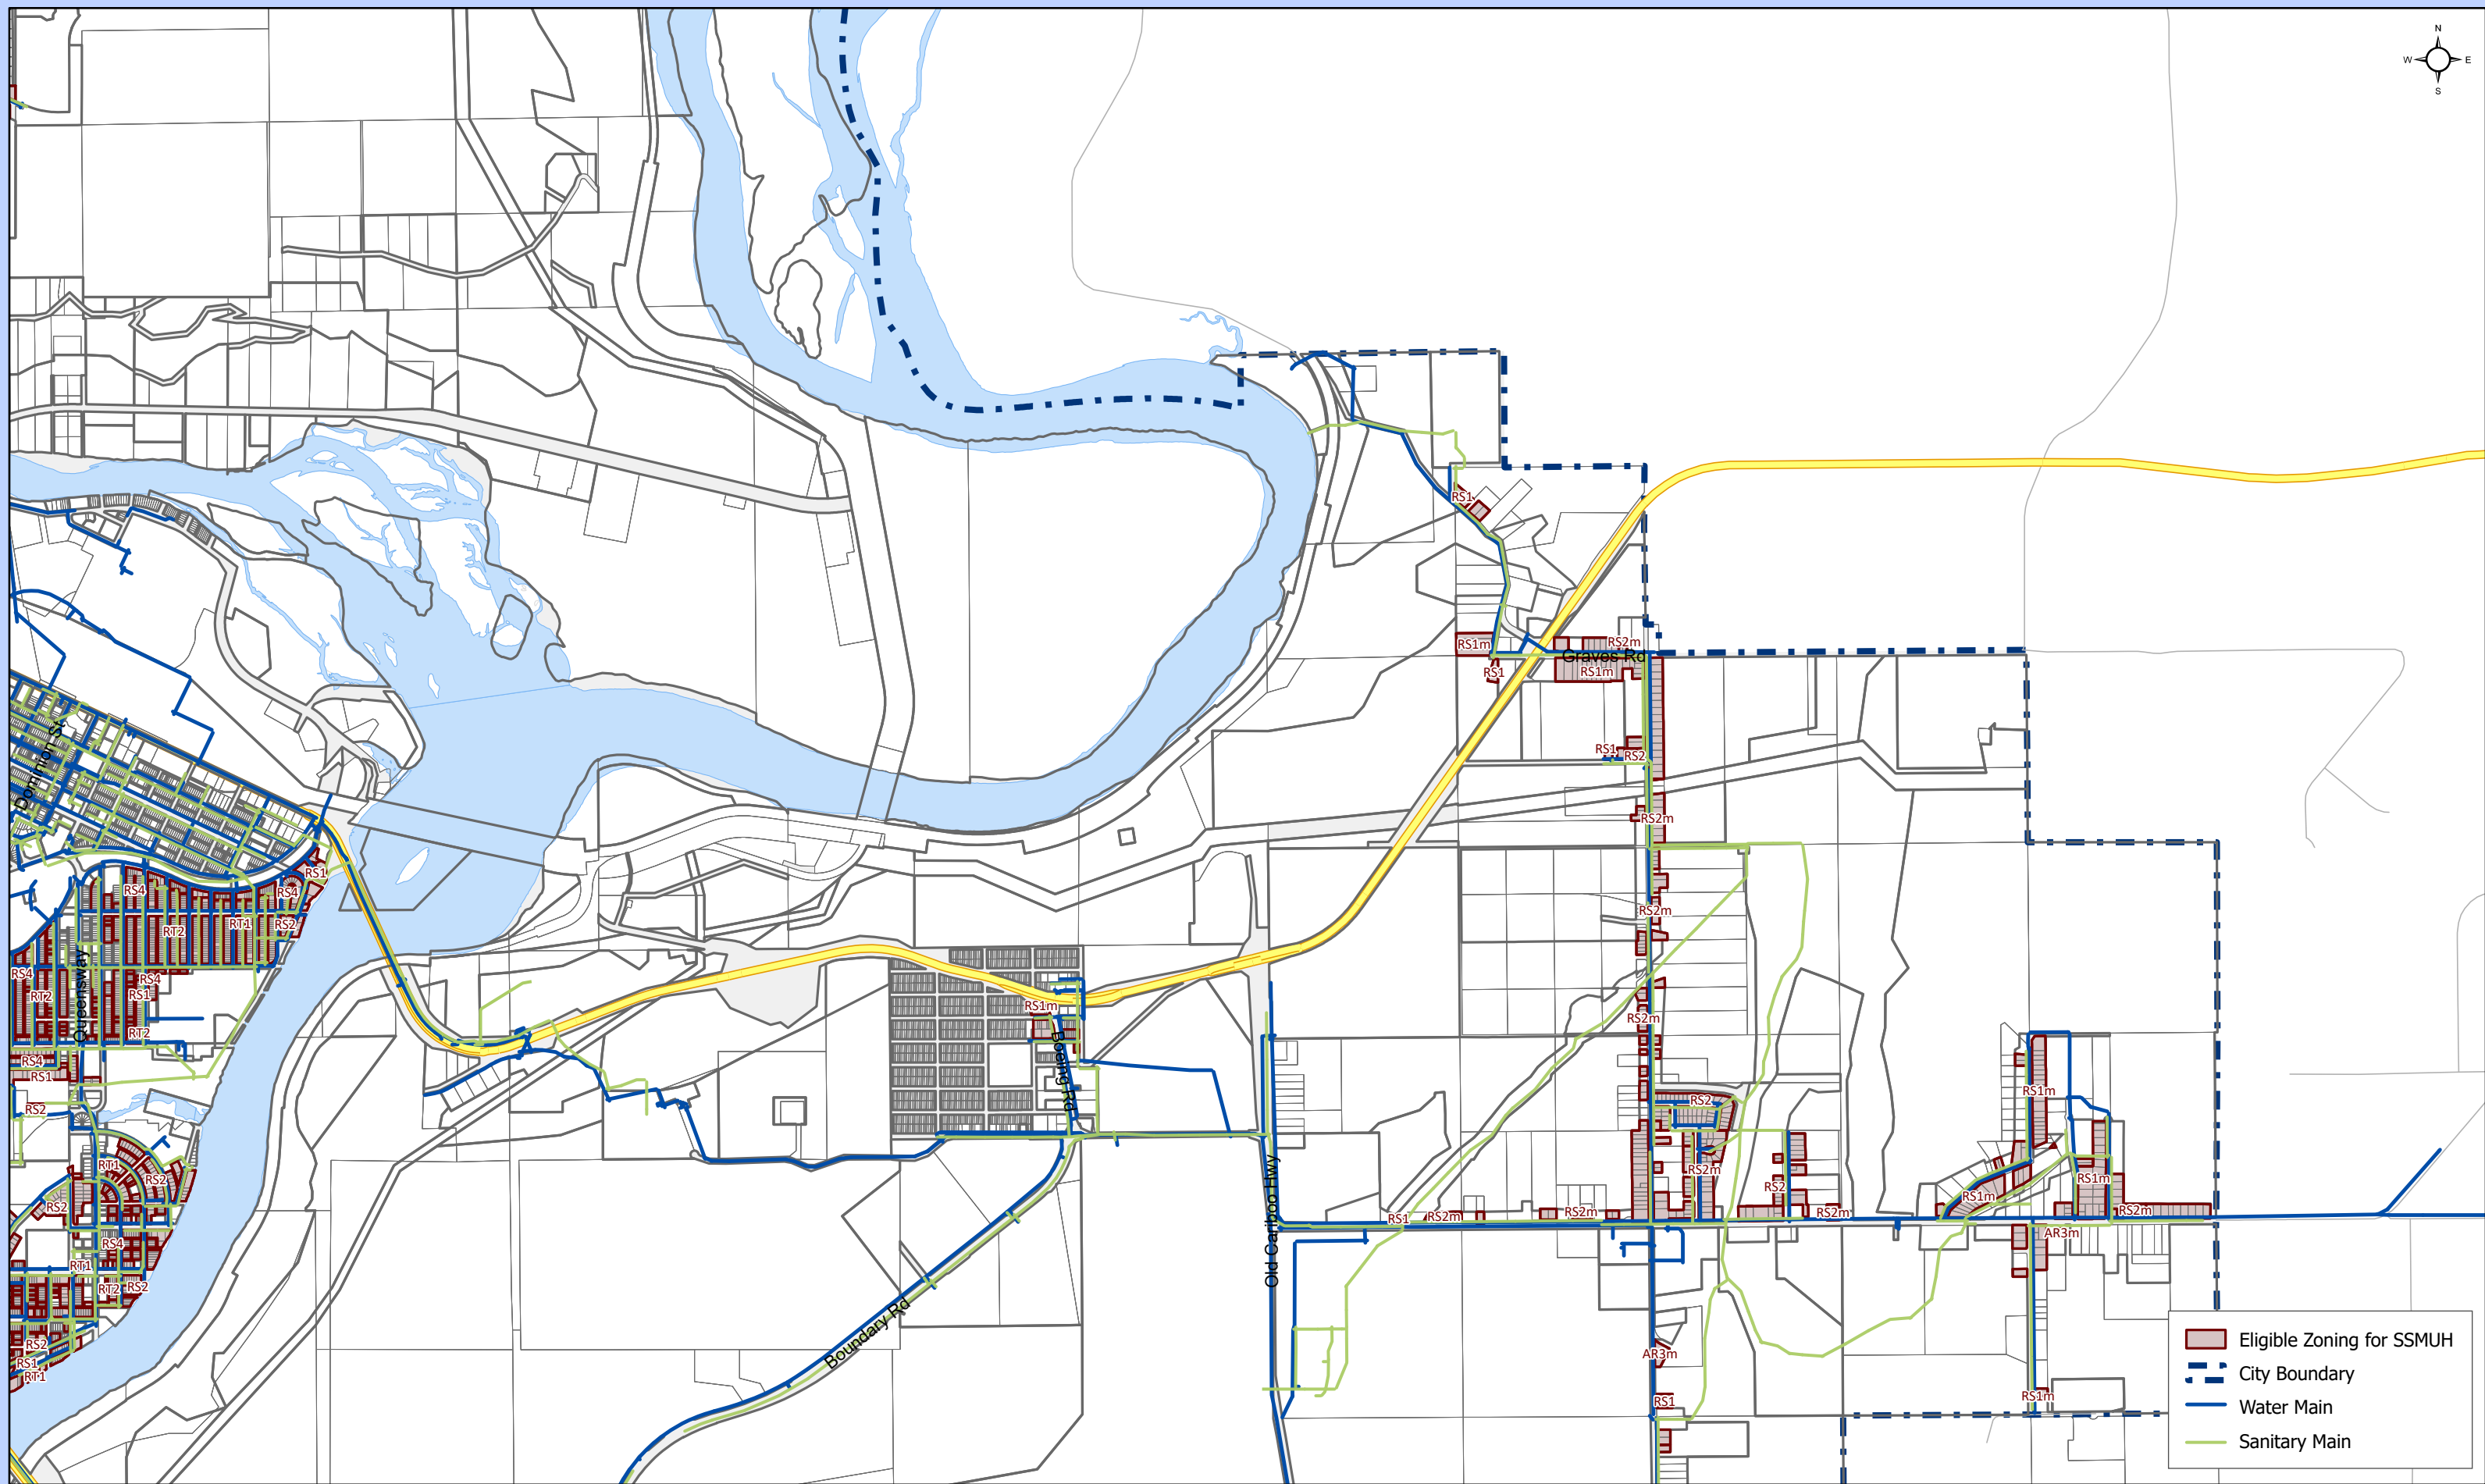 N
W E
S
RS1
RS1m
RS2m
Graves Rd
RS1
RS1m
RS1
RS2
Dominion St
RS2m
RS1
RS4
RS4
RT1
RS2
RT2
RS2m
Queensway
RS4
RS4
RS1
RT2
RS1m
RS2m
RT2
Boeing Rd
RS4
RS1
RS1m
RS2
RS2
RT1
RS2
RS2m
RS1m
RS2
RS2
RS1m
Old Cariboo Hwy
RS1
RS2m
RS2m
RS2m
RS2m
AR3m
RS4
RT1
RT2
RS2
Boundary Rd
RS2
RS1
RT1
AR3m
RS1
RS1m
Eligible Zoning for SSMUH
City Boundary
Water Main
Sanitary Main